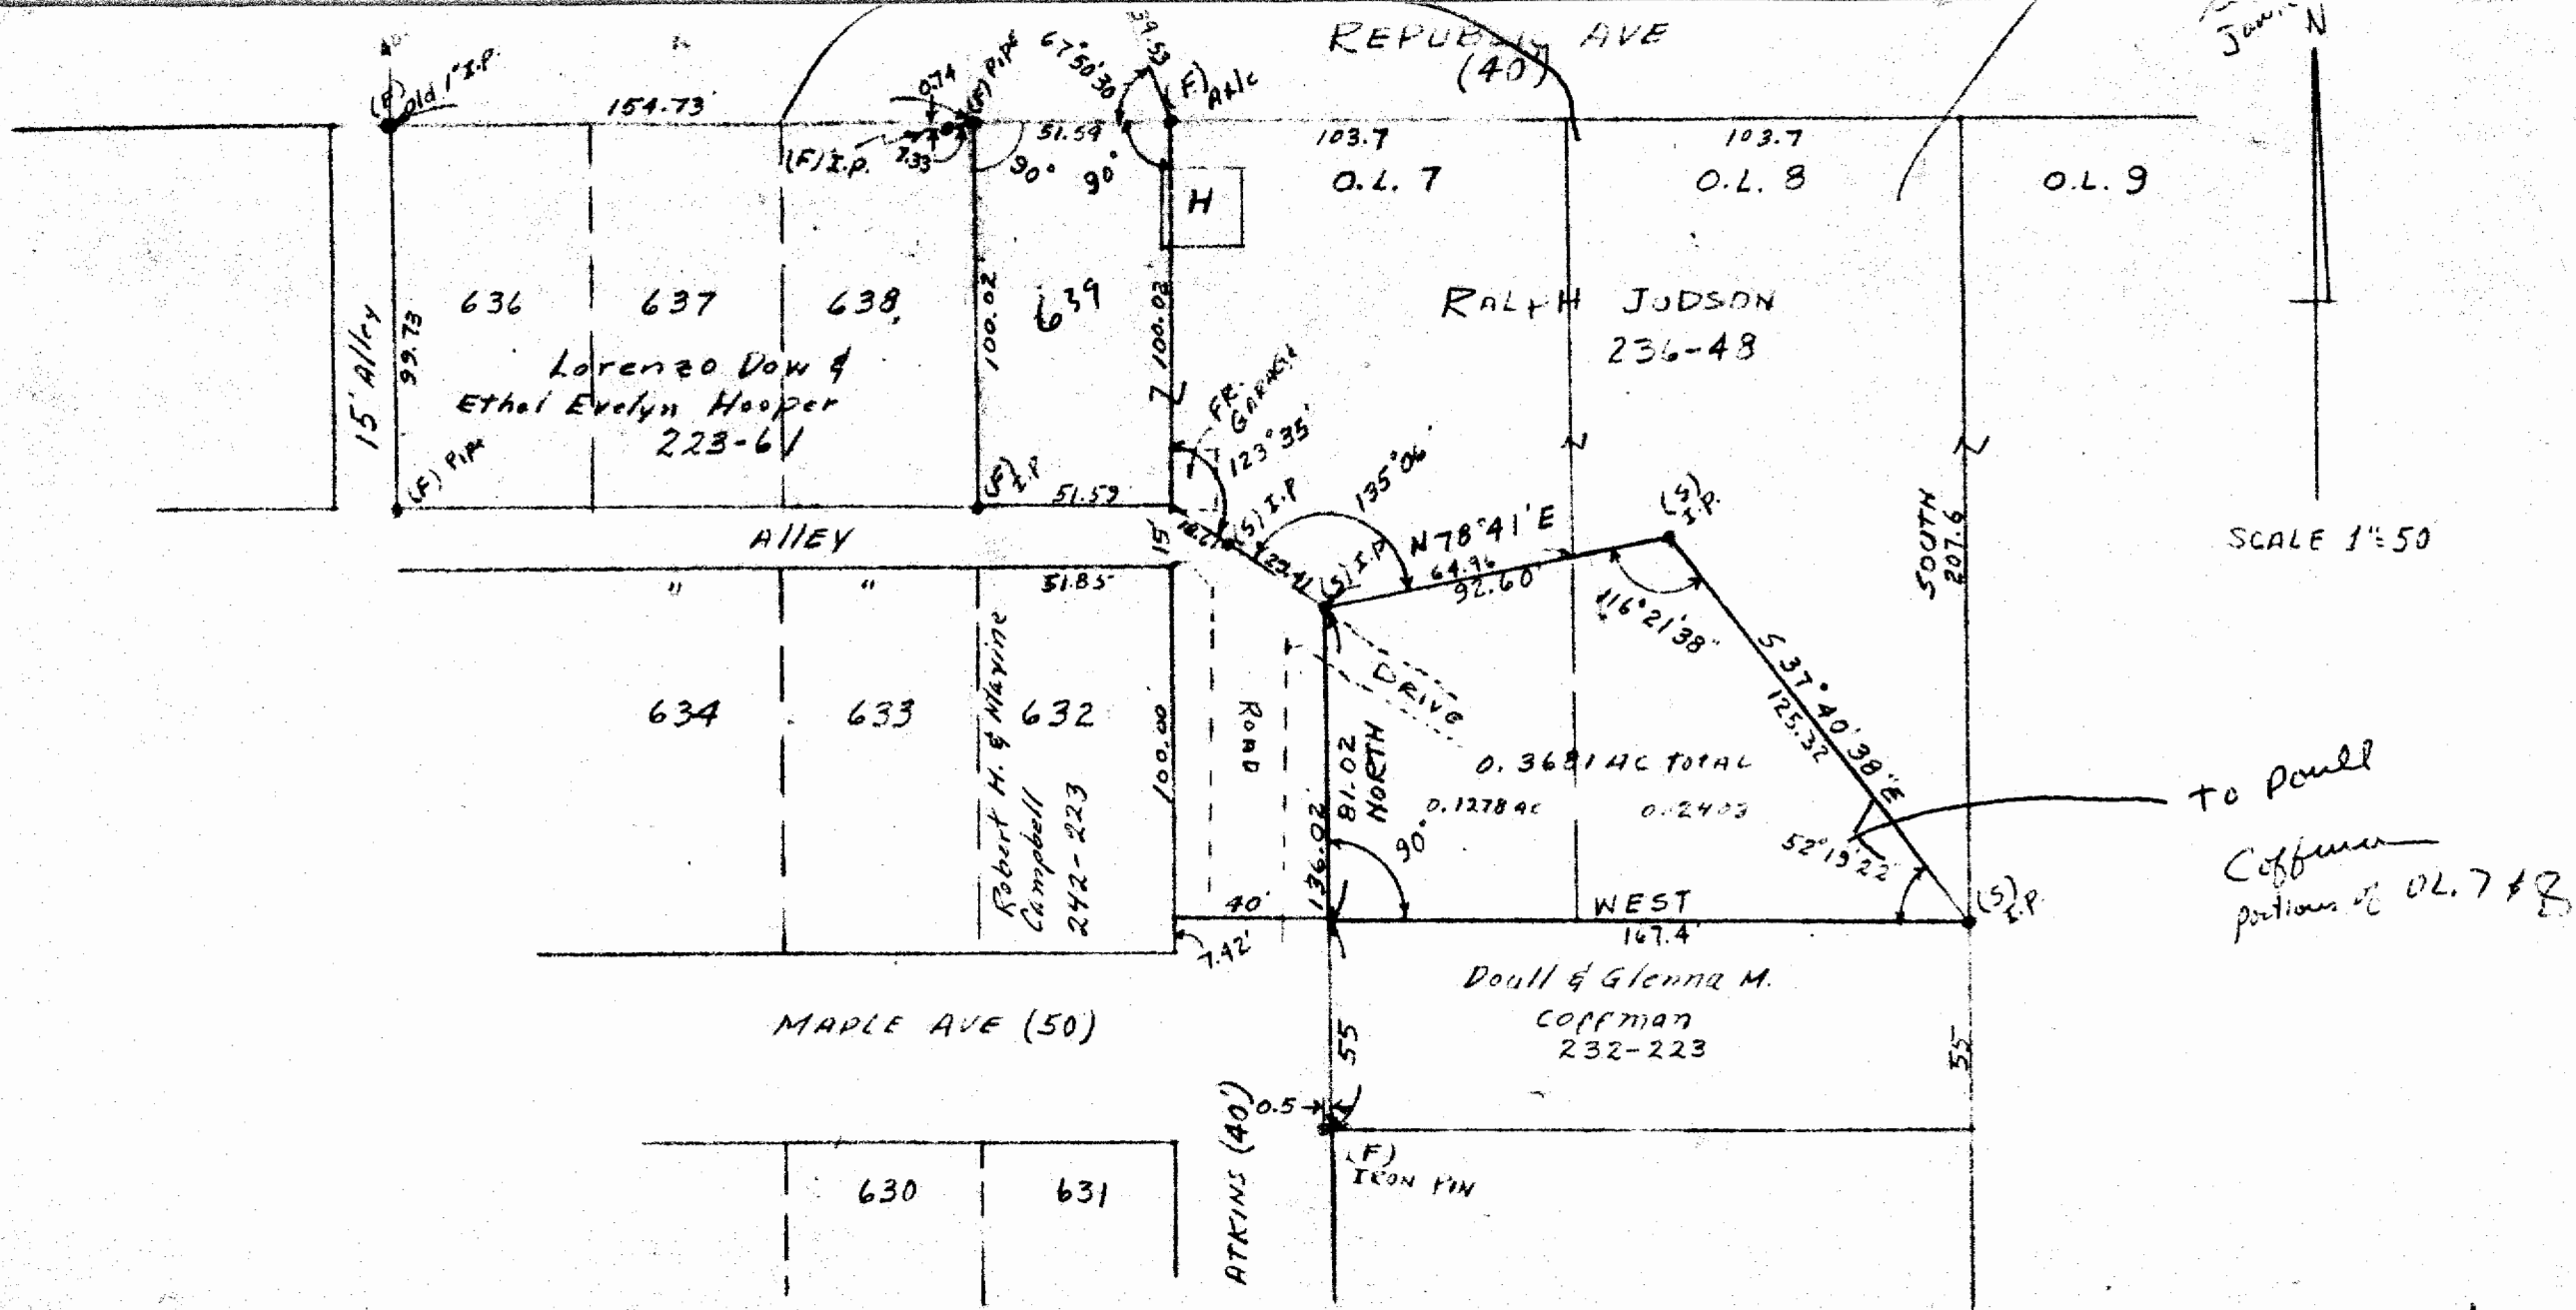 REPUBLIC AVE
(40')
N
(F) Old 1" I.P.
154.73'
0.74
(F) PIPE
67°50'30
39.53
(F)
(F) I.P.
7.33
51.59
90°
90°
103.7
103.7
O.L. 7
O.L. 8
O.L. 9
H
15' Alley
99.73
636
637
638
639
100.02'
100.02'
RALPH JUDSON
236-48
Lorenzo Dow &
Ethel Evelyn Hooper
223-61
FR.
GARAGE
123°35'
135°06'
(F) PIPE
(F) I.P
51.59
(S) I.P
(S) I.P
(S)
I.P.
N 78°41' E
64.96
92.60'
116°21'38"
SOUTH
207.6
SCALE 1"=50
ALLEY
15'
"
"
51.85
634
633
632
Robert H. & Maxine
Campbell
242-223
100.00
ROAD
DRIVE
81.02
NORTH
136.02'
S 37°40'38"E
125.32
0.3681 AC TOTAL
0.1278 AC
0.2403
90°
52°19'22"
to Doull
Coffman
portions of OL. 7 & 8
40'
7.42'
WEST
167.4'
(S)
I.P.
Doull & Glenna M.
Coffman
232-223
MAPLE AVE (50)
55
55
0.5
ATKINS (40')
(F)
IRON PIN
630
631